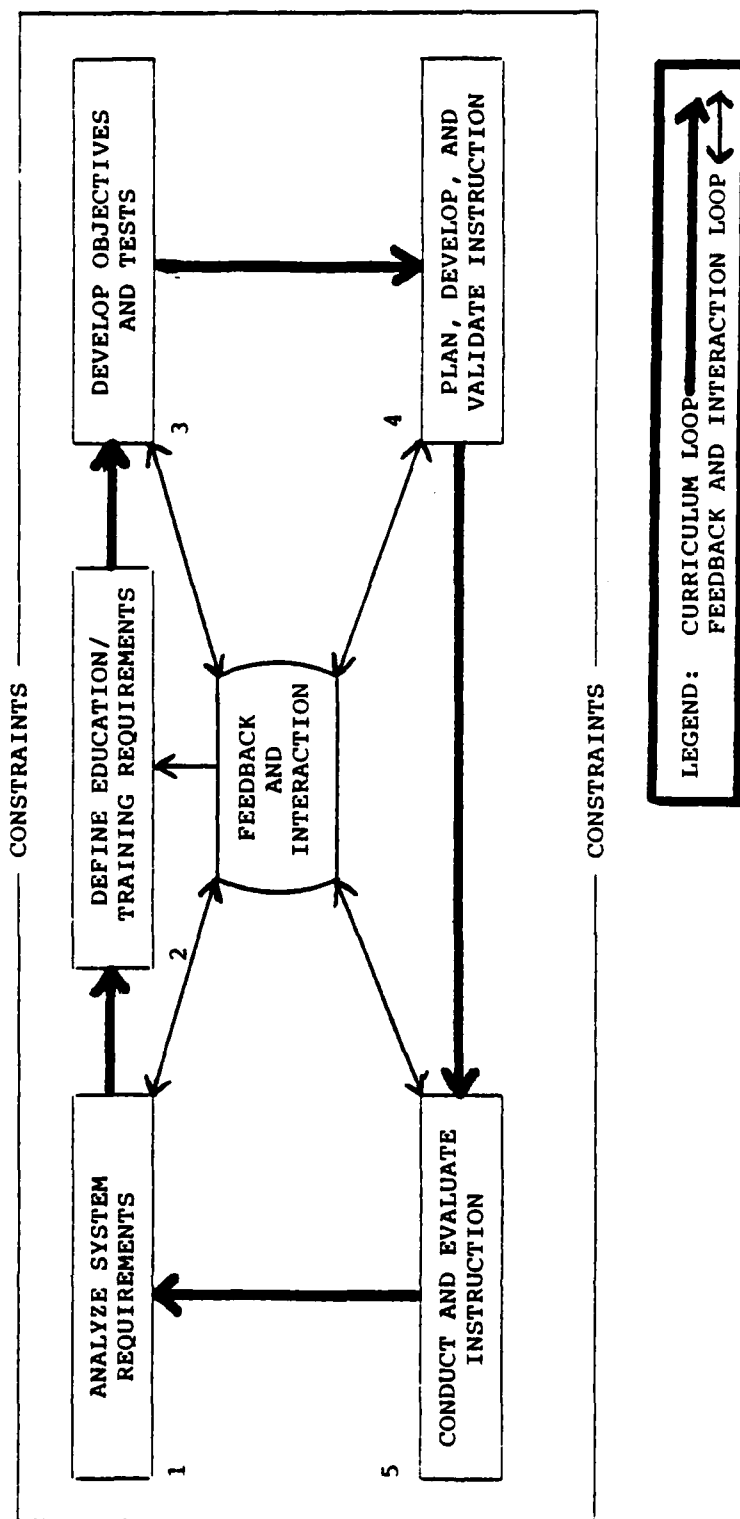 CONSTRAINTS
ANALYZE SYSTEM
REQUIREMENTS
1
DEFINE EDUCATION/
TRAINING REQUIREMENTS
2
DEVELOP OBJECTIVES
AND TESTS
3
FEEDBACK
AND
INTERACTION
CONDUCT AND EVALUATE
INSTRUCTION
5
PLAN, DEVELOP, AND
VALIDATE INSTRUCTION
4
CONSTRAINTS
LEGEND: CURRICULUM LOOP
FEEDBACK AND INTERACTION LOOP